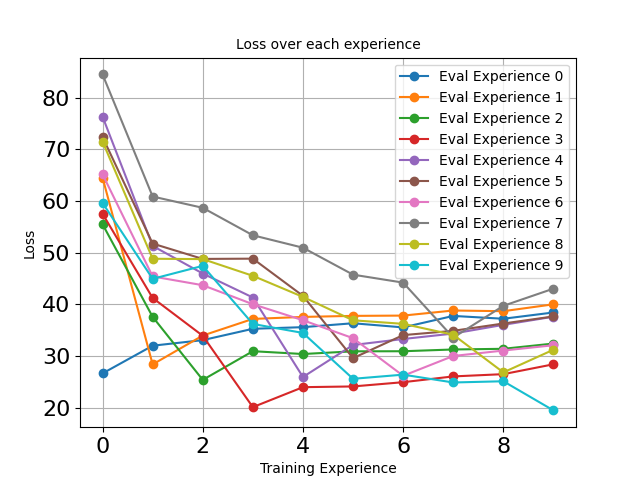 Loss over each experience
Eval Experience 0
Eval Experience 1
Eval Experience 2
Eval Experience 3
Eval Experience 4
Eval Experience 5
Eval Experience 6
Eval Experience 7
Eval Experience 8
Eval Experience 9
Loss
80
70
60
50
40
30
20
0 2 4 6 8
Training Experience